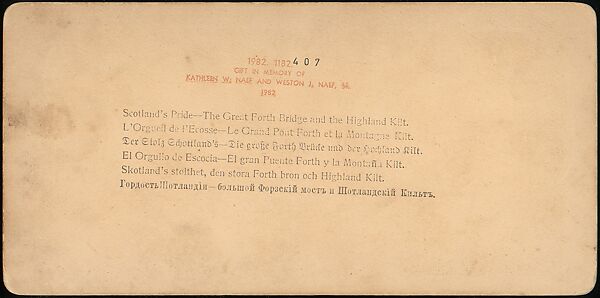 1982. 1182.407
GIFT IN MEMORY OF
KATHLEEN W. NAEF AND WESTON J. NAEF, SR.
1982
Scotland's Pride—The Great Forth Bridge and the Highland Kilt.
L'Orgueil de l'Ecosse—Le Grand Pont Forth et la Montagne Kilt.
Der Stolz Schottland's—Die große Forth Brücke und der Hochland Kilt.
El Orgullo de Escocia—El gran Puente Forth y la Montaña Kilt.
Skotland's stolthet, den stora Forth bron och Highland Kilt.
Гордость Шотландіи—большой Форзскій мостъ и Шотландскій Кильтъ.